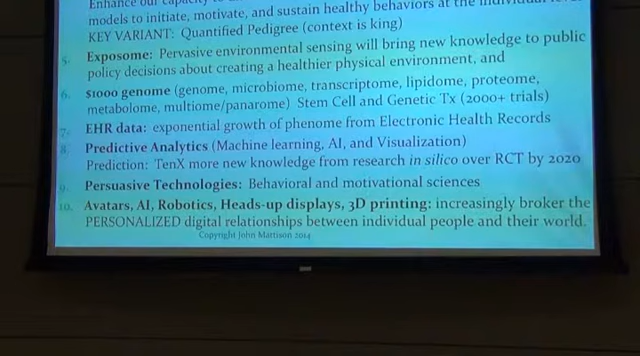 Enhance our capacity to
models to initiate, motivate, and sustain healthy behaviors at the individual
KEY VARIANT: Quantified Pedigree (context is king)
5. Exposome: Pervasive environmental sensing will bring new knowledge to public
policy decisions about creating a healthier physical environment, and
6. $1000 genome (genome, microbiome, transcriptome, lipidome, proteome,
metabolome, multiome/panarome) Stem Cell and Genetic Tx (2000+ trials)
7. EHR data: exponential growth of phenome from Electronic Health Records
8. Predictive Analytics (Machine learning, AI, and Visualization)
Prediction: TenX more new knowledge from research in silico over RCT by 2020
9. Persuasive Technologies: Behavioral and motivational sciences
10. Avatars, AI, Robotics, Heads-up displays, 3D printing: increasingly broker the
PERSONALIZED digital relationships between individual people and their world.
Copyright John Mattison 2014